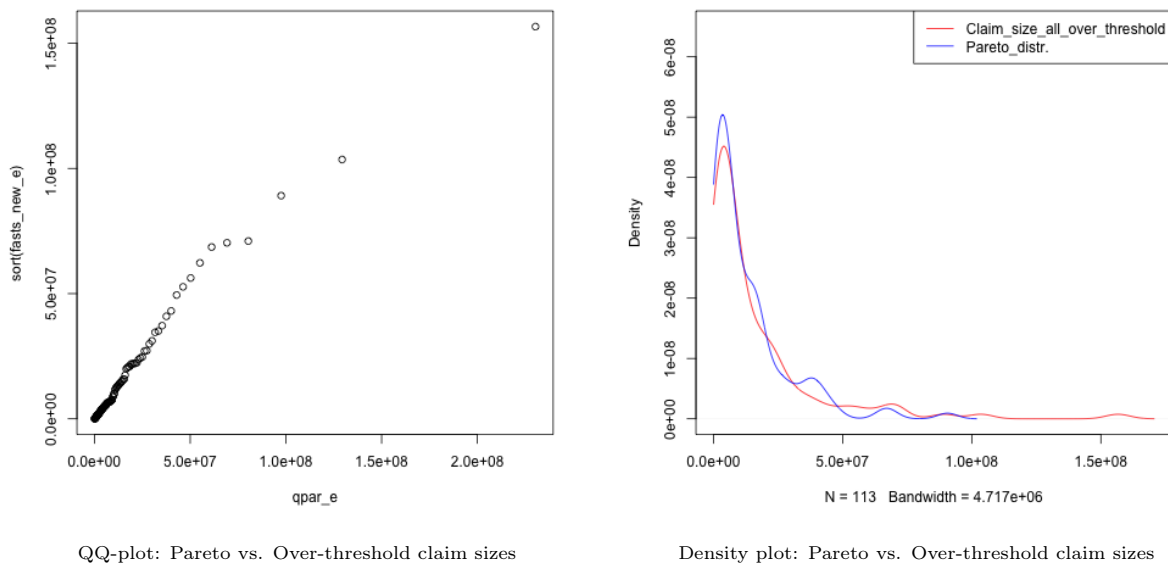 sort(fasts_new_e)
0.0e+00
5.0e+07
1.0e+08
1.5e+08
0.0e+00
5.0e+07
1.0e+08
2.0e+08
qpar_e
QQ-plot: Pareto vs. Over-threshold claim sizes
Claim_size_all_over_threshold
Pareto_distr.
Density
0e+00
1e-08
2e-08
3e-08
4e-08
5e-08
6e-08
0.0e+00
5.0e+07
1.0e+08
1.5e+08
N = 113 Bandwidth = 4.717e+06
Density plot: Pareto vs. Over-threshold claim sizes